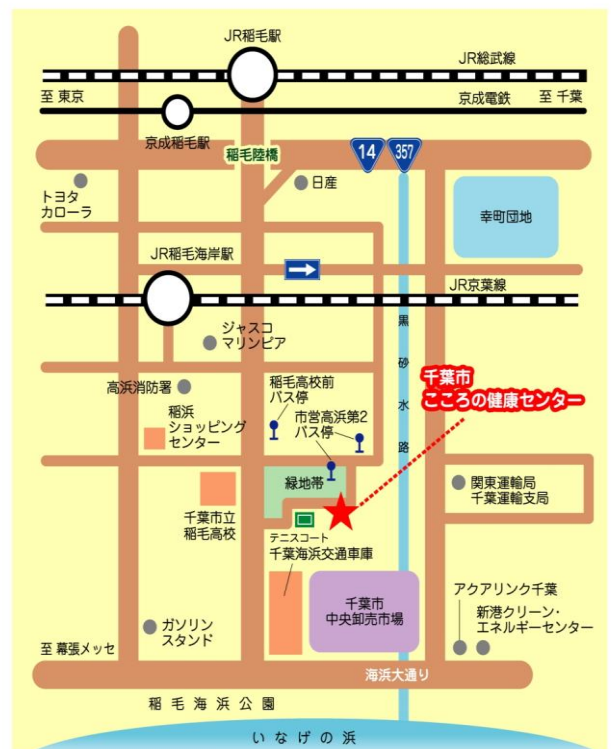 JR稲毛駅
JR総武線
至 東京
京成電鉄
至 千葉
京成稲毛駅
稲毛陸橋
14
357
日産
トヨタ
カローラ
幸町団地
JR稲毛海岸駅
JR京葉線
ジャスコ
マリンピア
黒砂水路
千葉市
こころの健康センター
高浜消防署
稲毛高校前
バス停
稲浜
ショッピング
センター
市営高浜第2
バス停
緑地帯
関東運輸局
千葉運輸支局
千葉市立
稲毛高校
テニスコート
千葉海浜交通車庫
千葉市
中央卸売市場
アクアリンク千葉
新港クリーン・
エネルギーセンター
ガソリン
スタンド
至 幕張メッセ
海浜大通り
稲毛海浜公園
いなげの浜